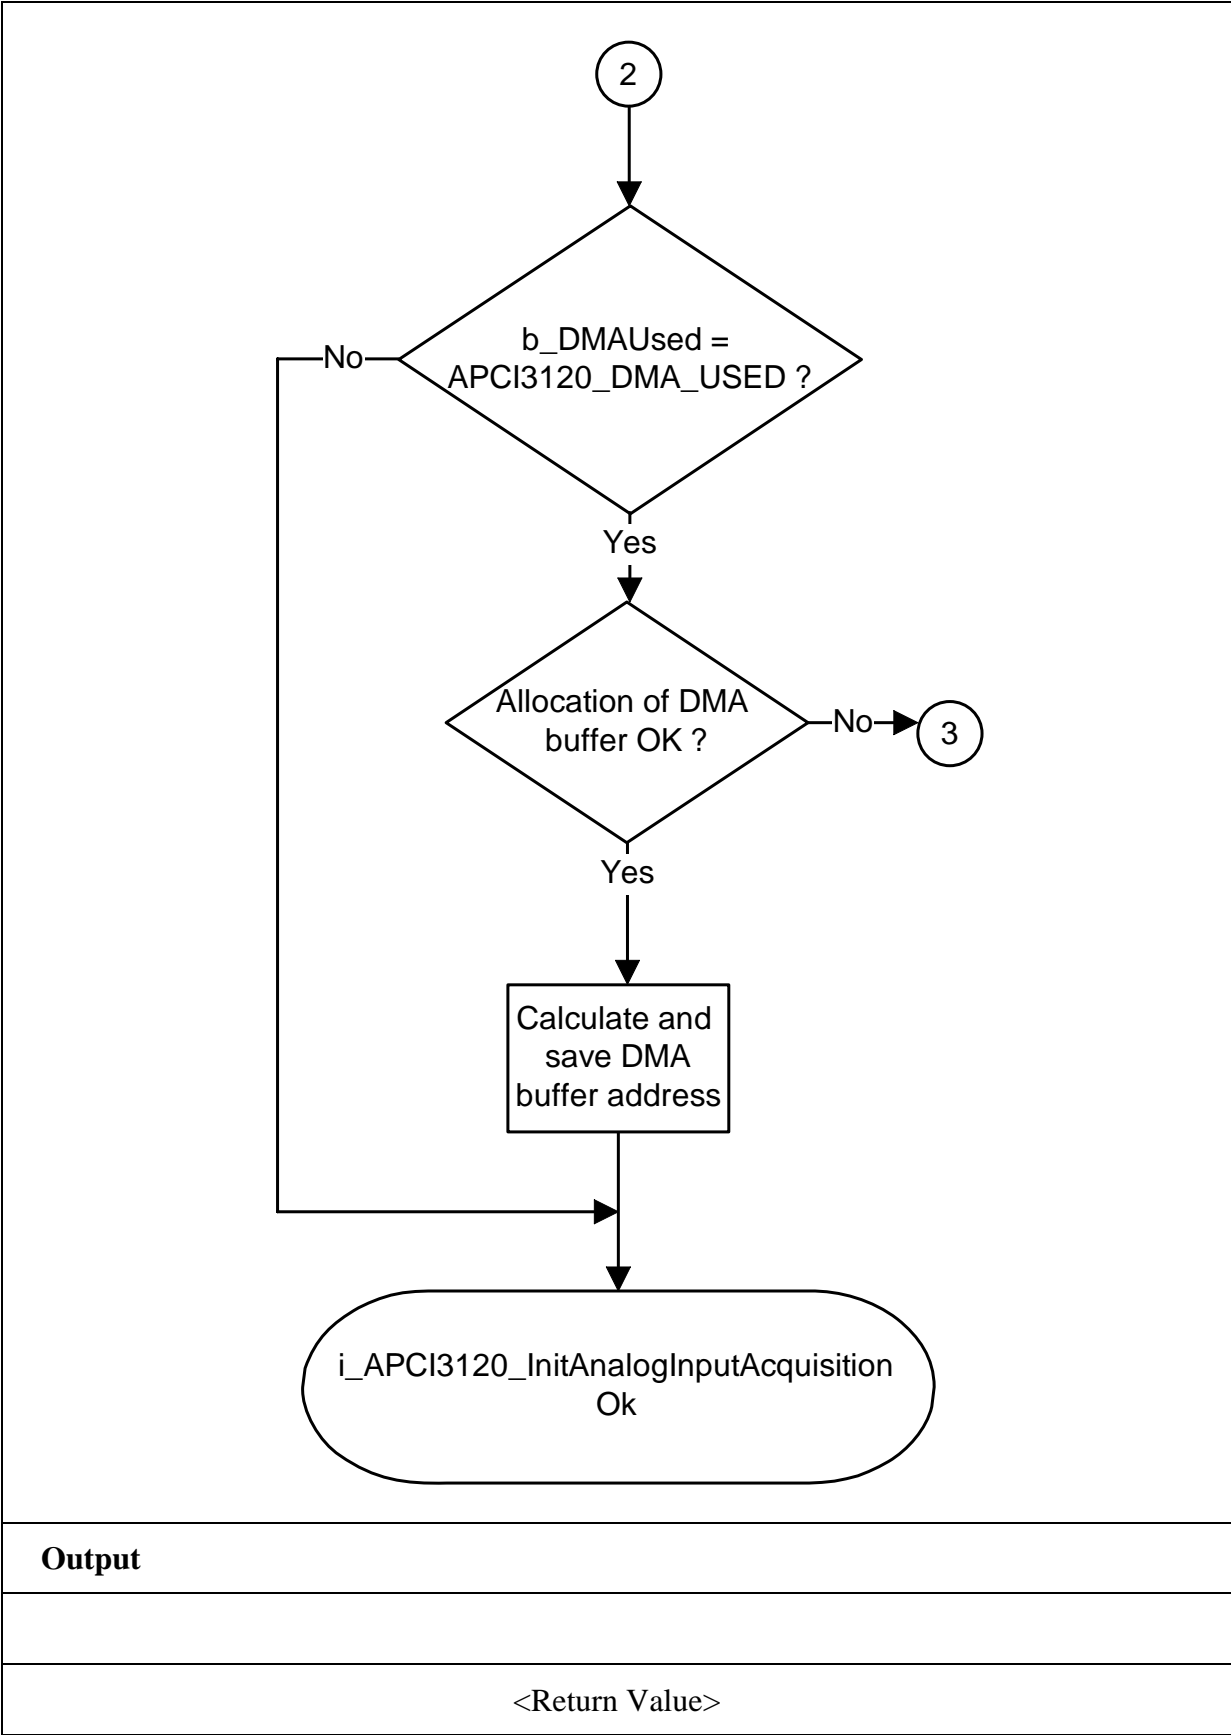 2
b_DMAUsed =
APCI3120_DMA_USED ?
No
Yes
Allocation of DMA
buffer OK ?
No
3
Yes
Calculate and
save DMA
buffer address
i_APCI3120_InitAnalogInputAcquisition
Ok
Output
<Return Value>